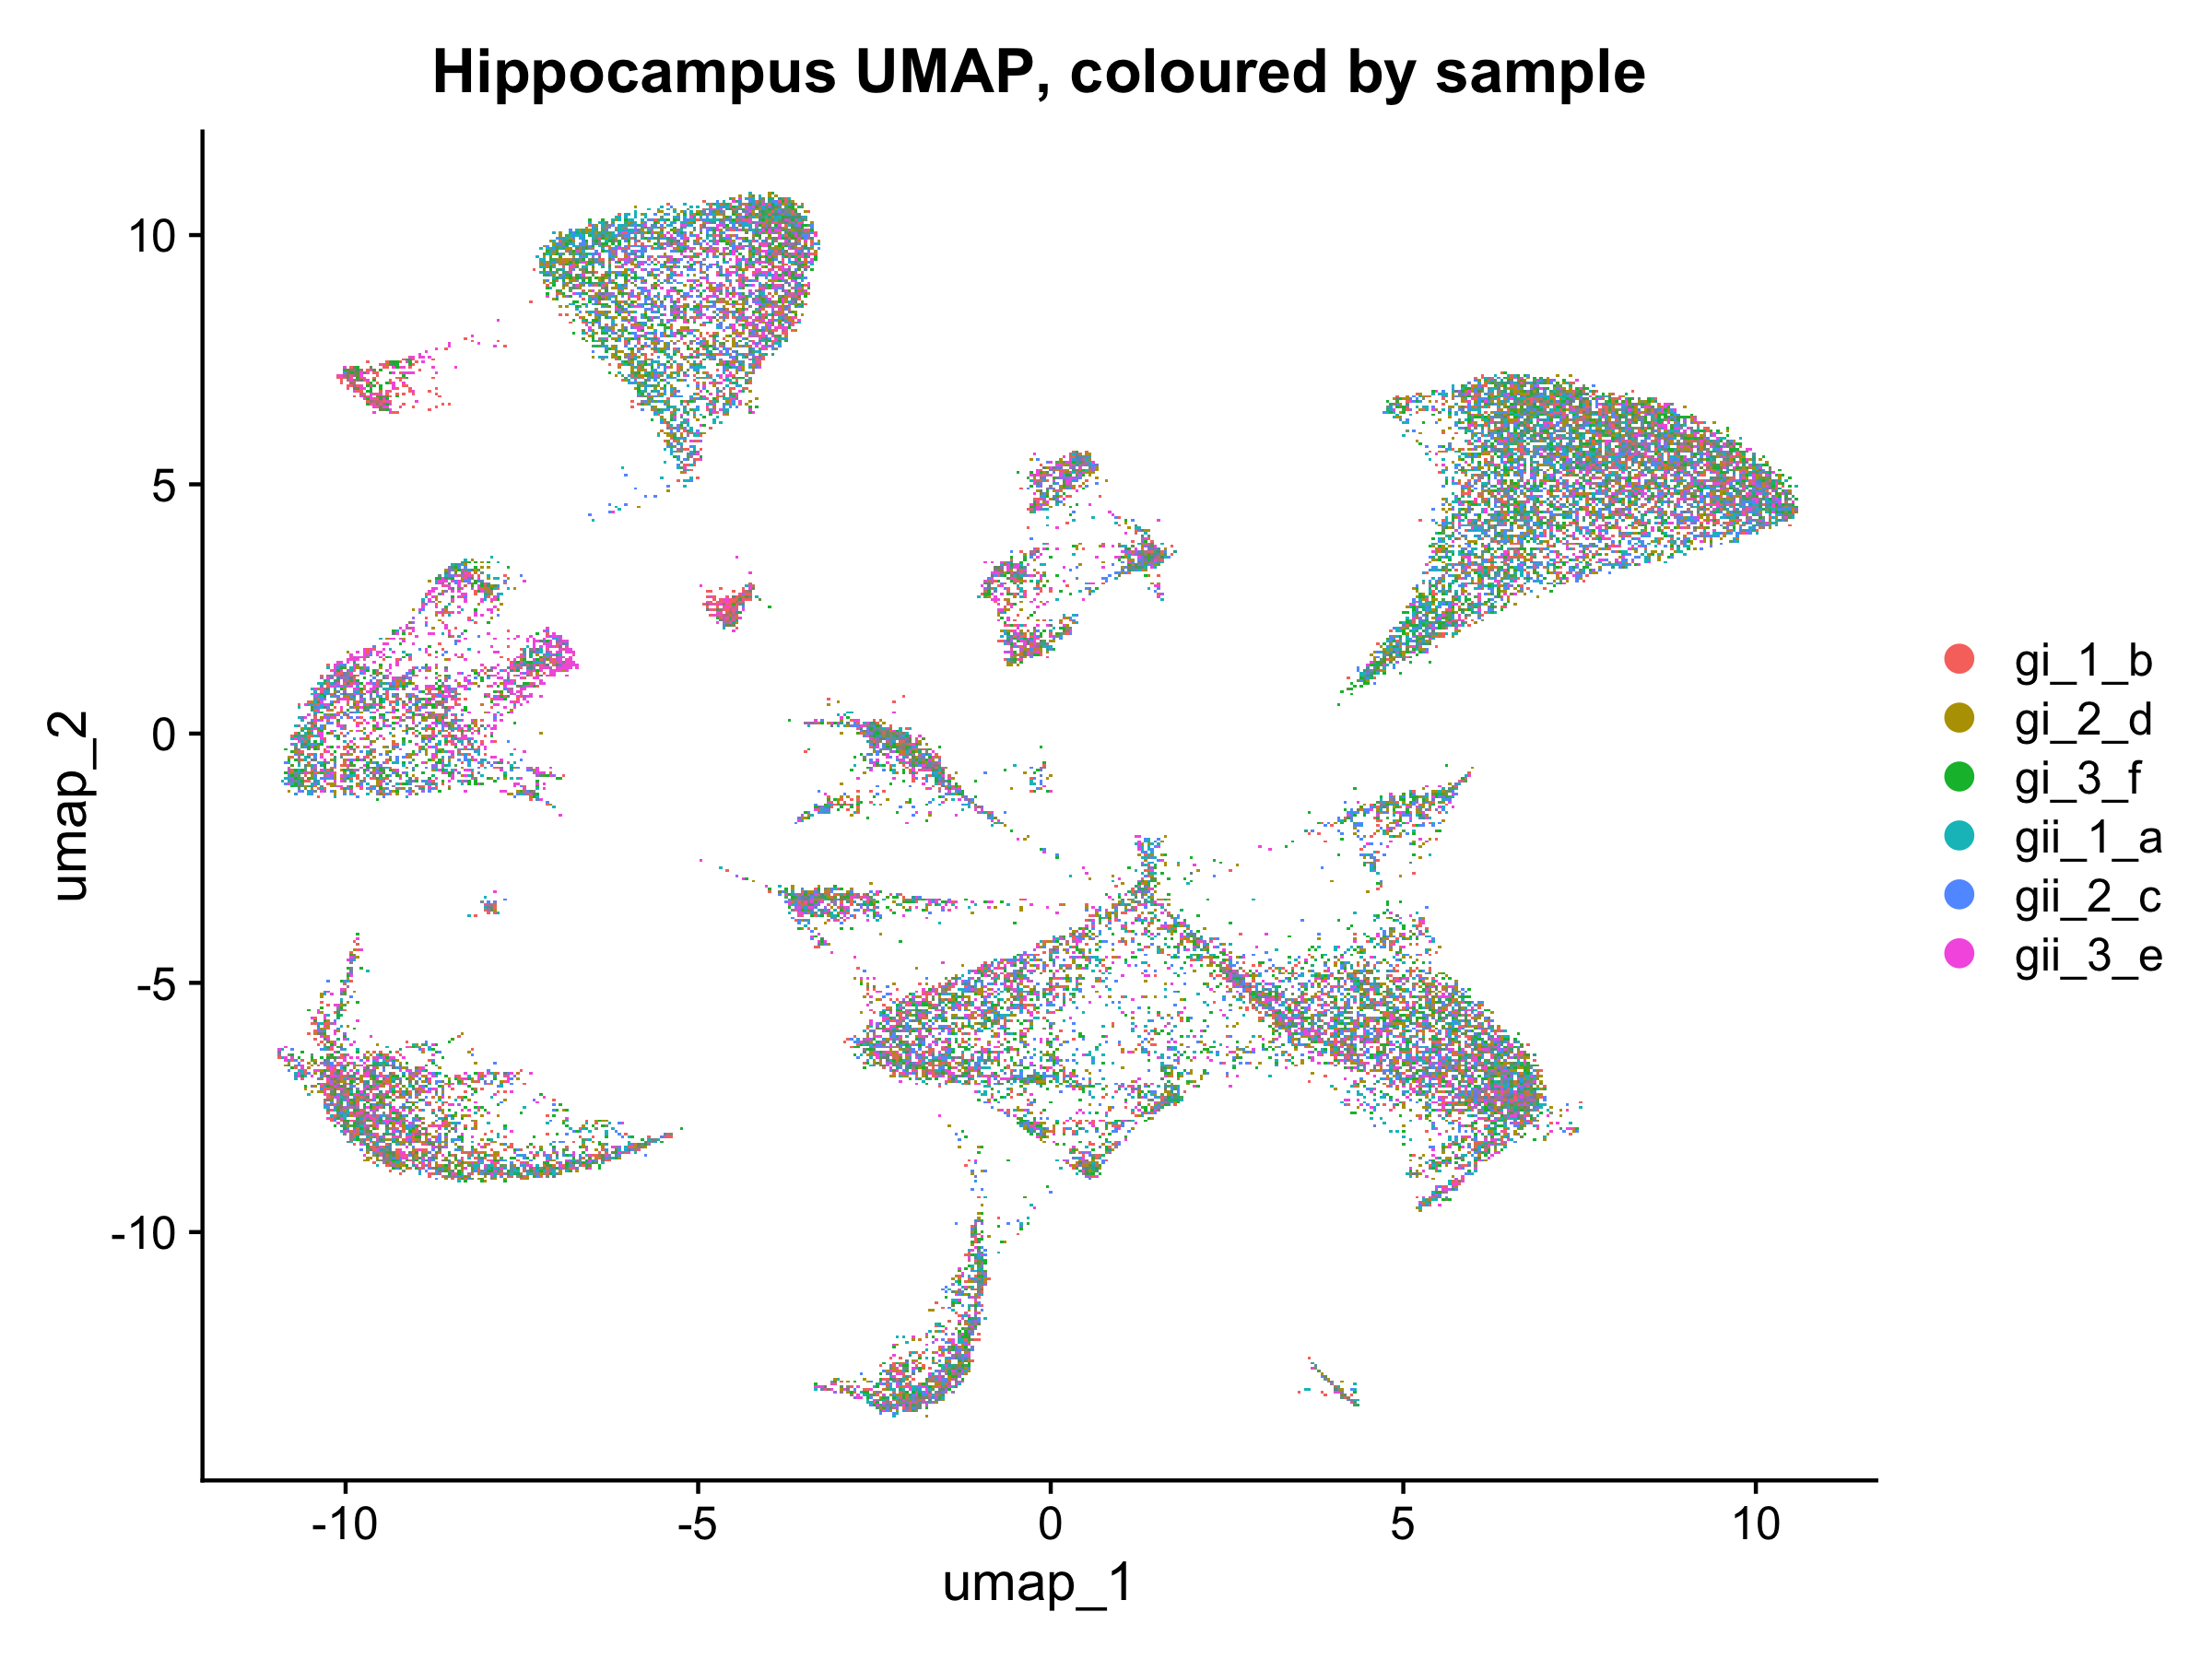 Hippocampus UMAP, coloured by sample
10
5
0
-5
-10
umap_2
-10
-5
0
5
10
umap_1
gi_1_b
gi_2_d
gi_3_f
gii_1_a
gii_2_c
gii_3_e